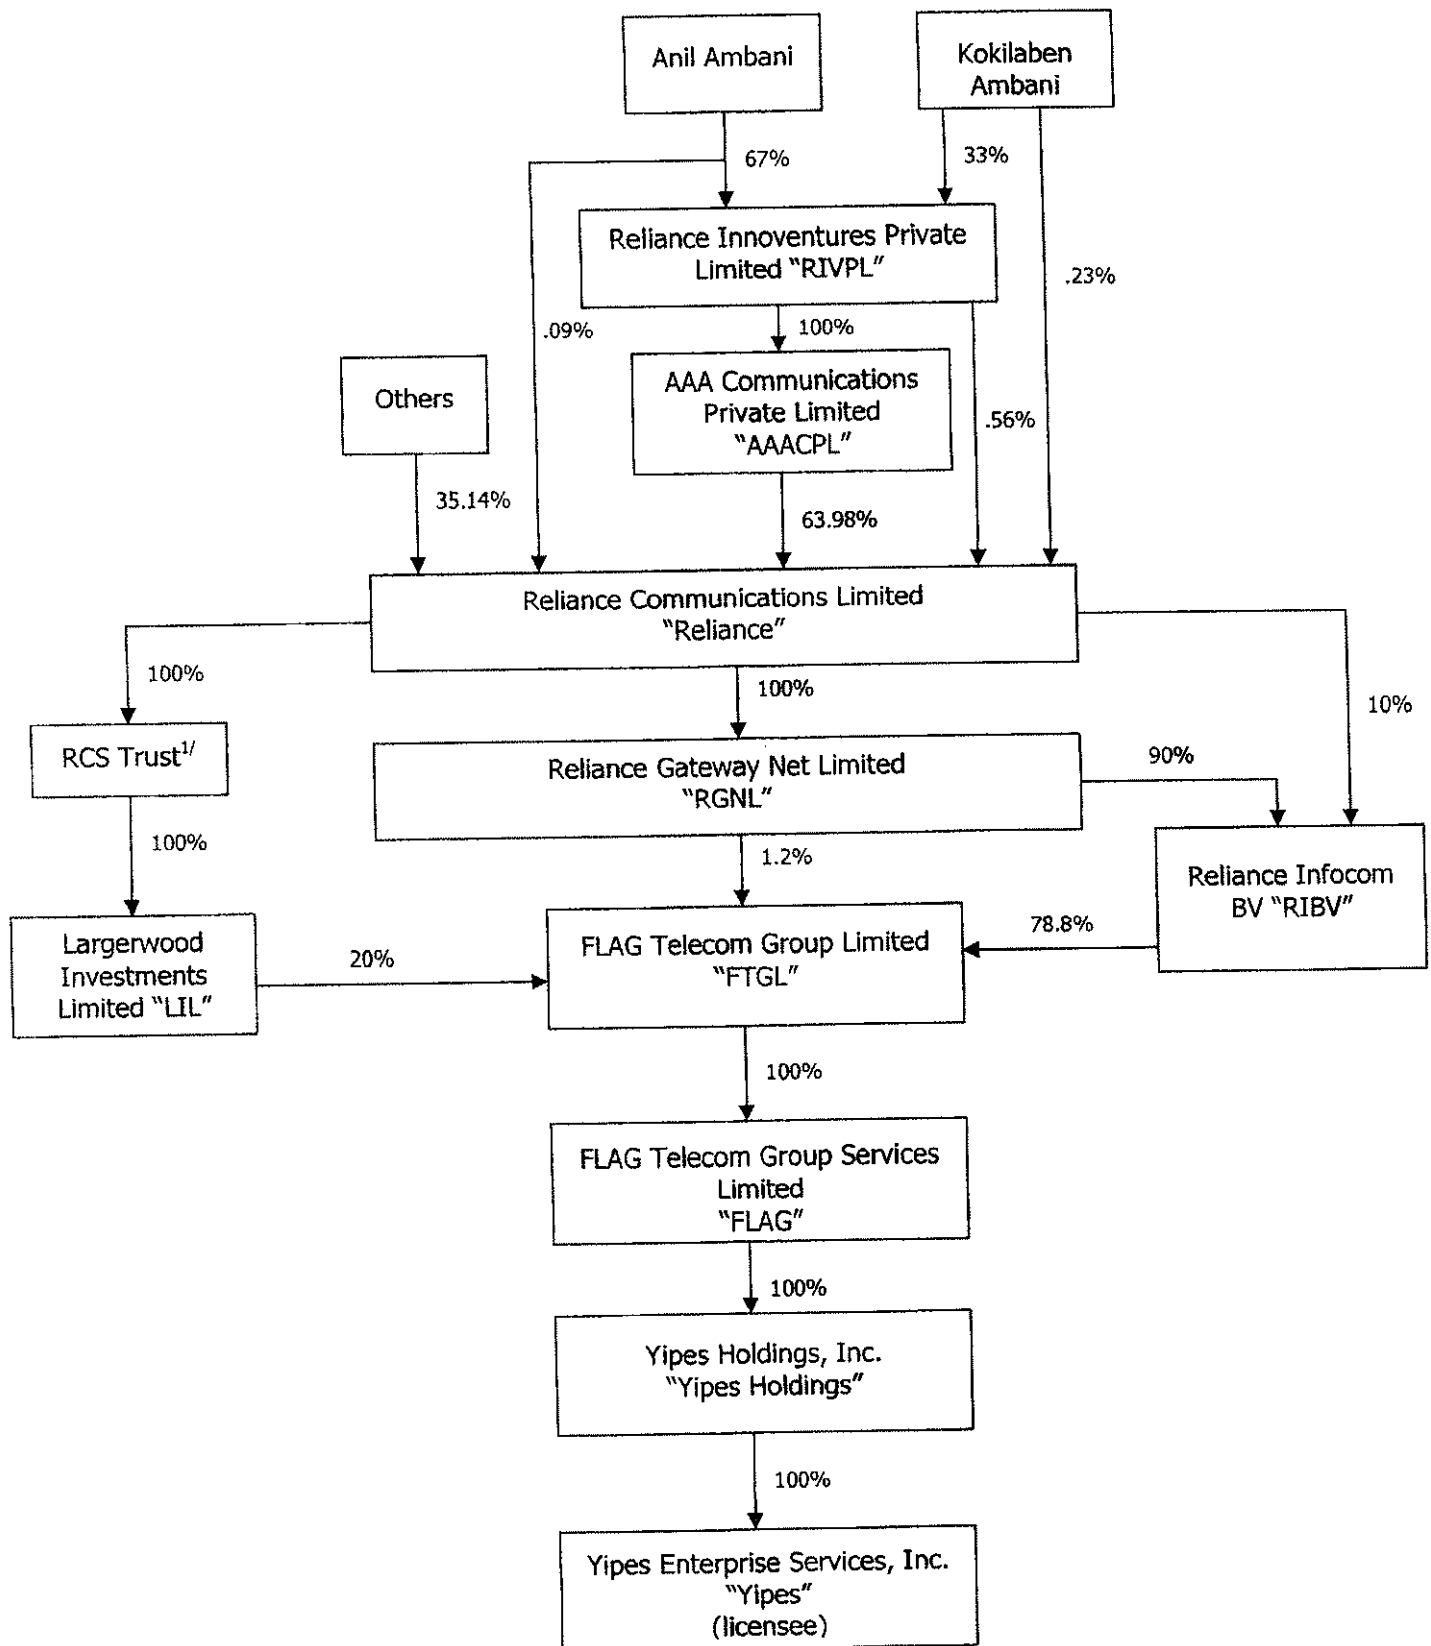 Anil Ambani
Kokilaben
Ambani
67%
33%
Reliance Innoventures Private
Limited “RIVPL”
.23%
.09%
100%
Others
AAA Communications
Private Limited
“AAACPL”
.56%
35.14%
63.98%
Reliance Communications Limited
“Reliance”
100%
100%
10%
RCS Trust1/
Reliance Gateway Net Limited
“RGNL”
90%
100%
1.2%
Reliance Infocom
BV “RIBV”
Largerwood
Investments
Limited “LIL”
20%
FLAG Telecom Group Limited
“FTGL”
78.8%
100%
FLAG Telecom Group Services
Limited
“FLAG”
100%
Yipes Holdings, Inc.
“Yipes Holdings”
100%
Yipes Enterprise Services, Inc.
“Yipes”
(licensee)